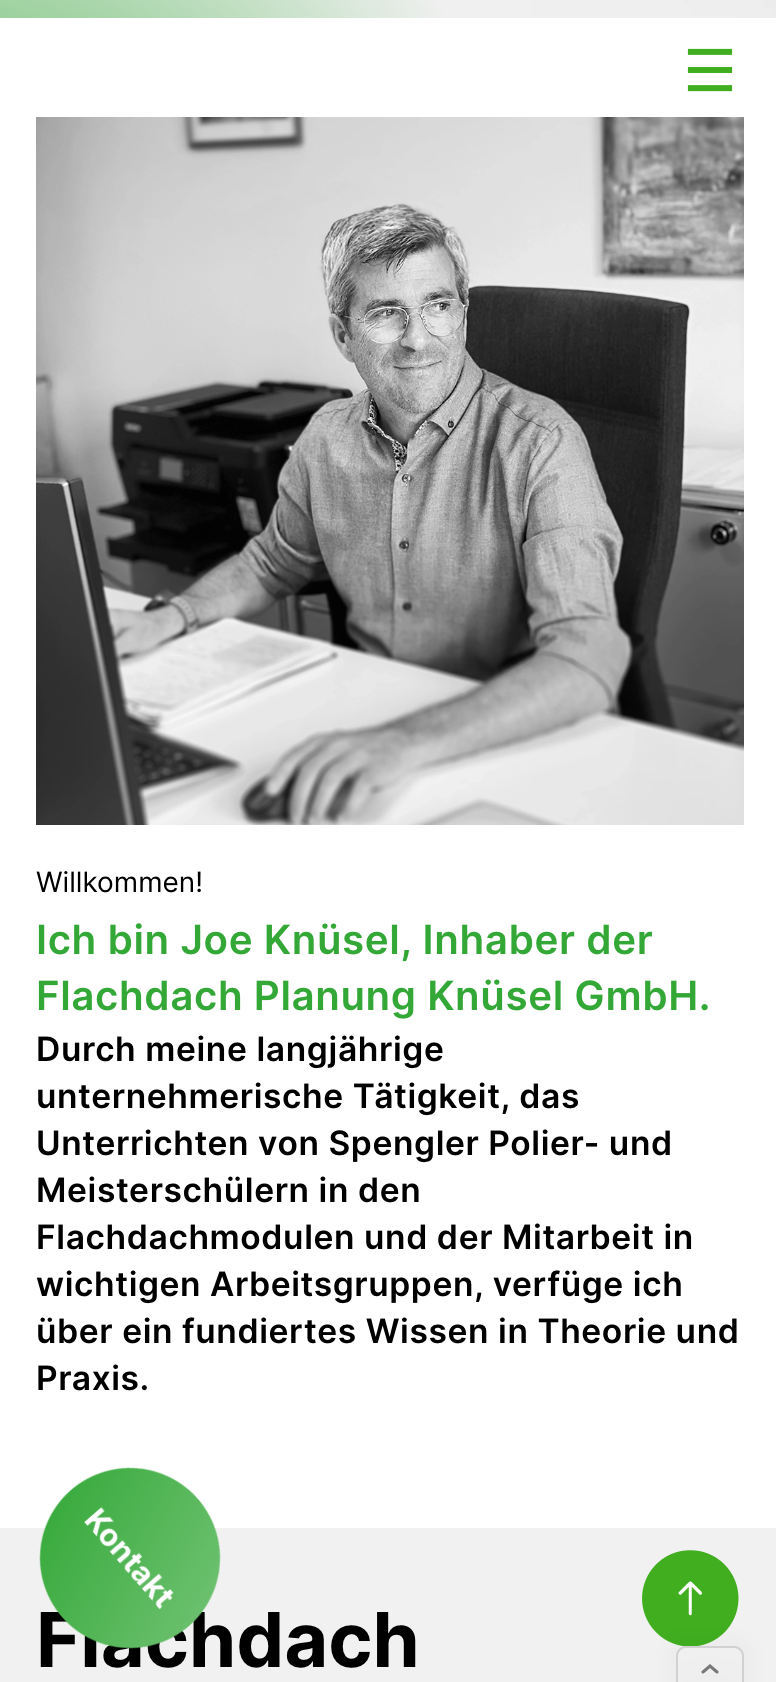 Willkommen!
Ich bin Joe Knüsel, Inhaber der
Flachdach Planung Knüsel GmbH.
Durch meine langjährige
unternehmerische Tätigkeit, das
Unterrichten von Spengler Polier- und
Meisterschülern in den
Flachdachmodulen und der Mitarbeit in
wichtigen Arbeitsgruppen, verfüge ich
über ein fundiertes Wissen in Theorie und
Praxis.
Kontakt
Flachdach